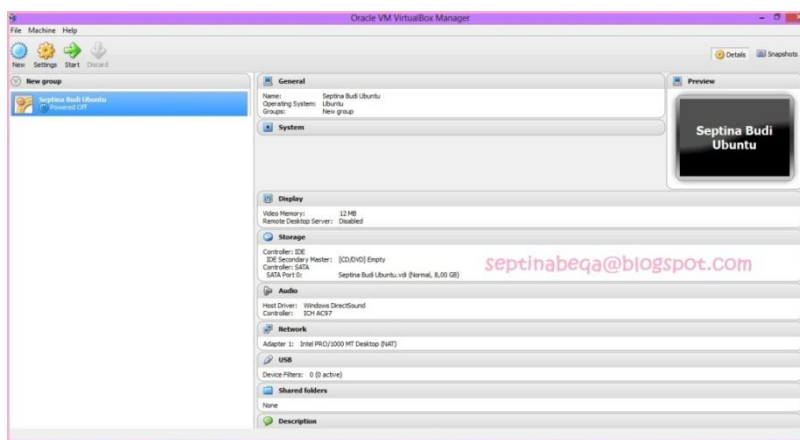 Oracle VM VirtualBox Manager
File Machine Help
New Settings Start Discard
Details Snapshots
New group
Septina Budi Ubuntu
Powered Off
General
Name: Septina Budi Ubuntu
Operating System: Ubuntu
Groups: New group
System
Preview
Septina Budi
Ubuntu
Display
Video Memory: 12 MB
Remote Desktop Server: Disabled
Storage
Controller: IDE
IDE Secondary Master: [CD/DVD] Empty
Controller: SATA
SATA Port 0: Septina Budi Ubuntu.vdi (Normal, 8,00 GB)
septinabeqa@blogspot.com
Audio
Host Driver: Windows DirectSound
Controller: ICH AC97
Network
Adapter 1: Intel PRO/1000 MT Desktop (NAT)
USB
Device Filters: 0 (0 active)
Shared folders
None
Description